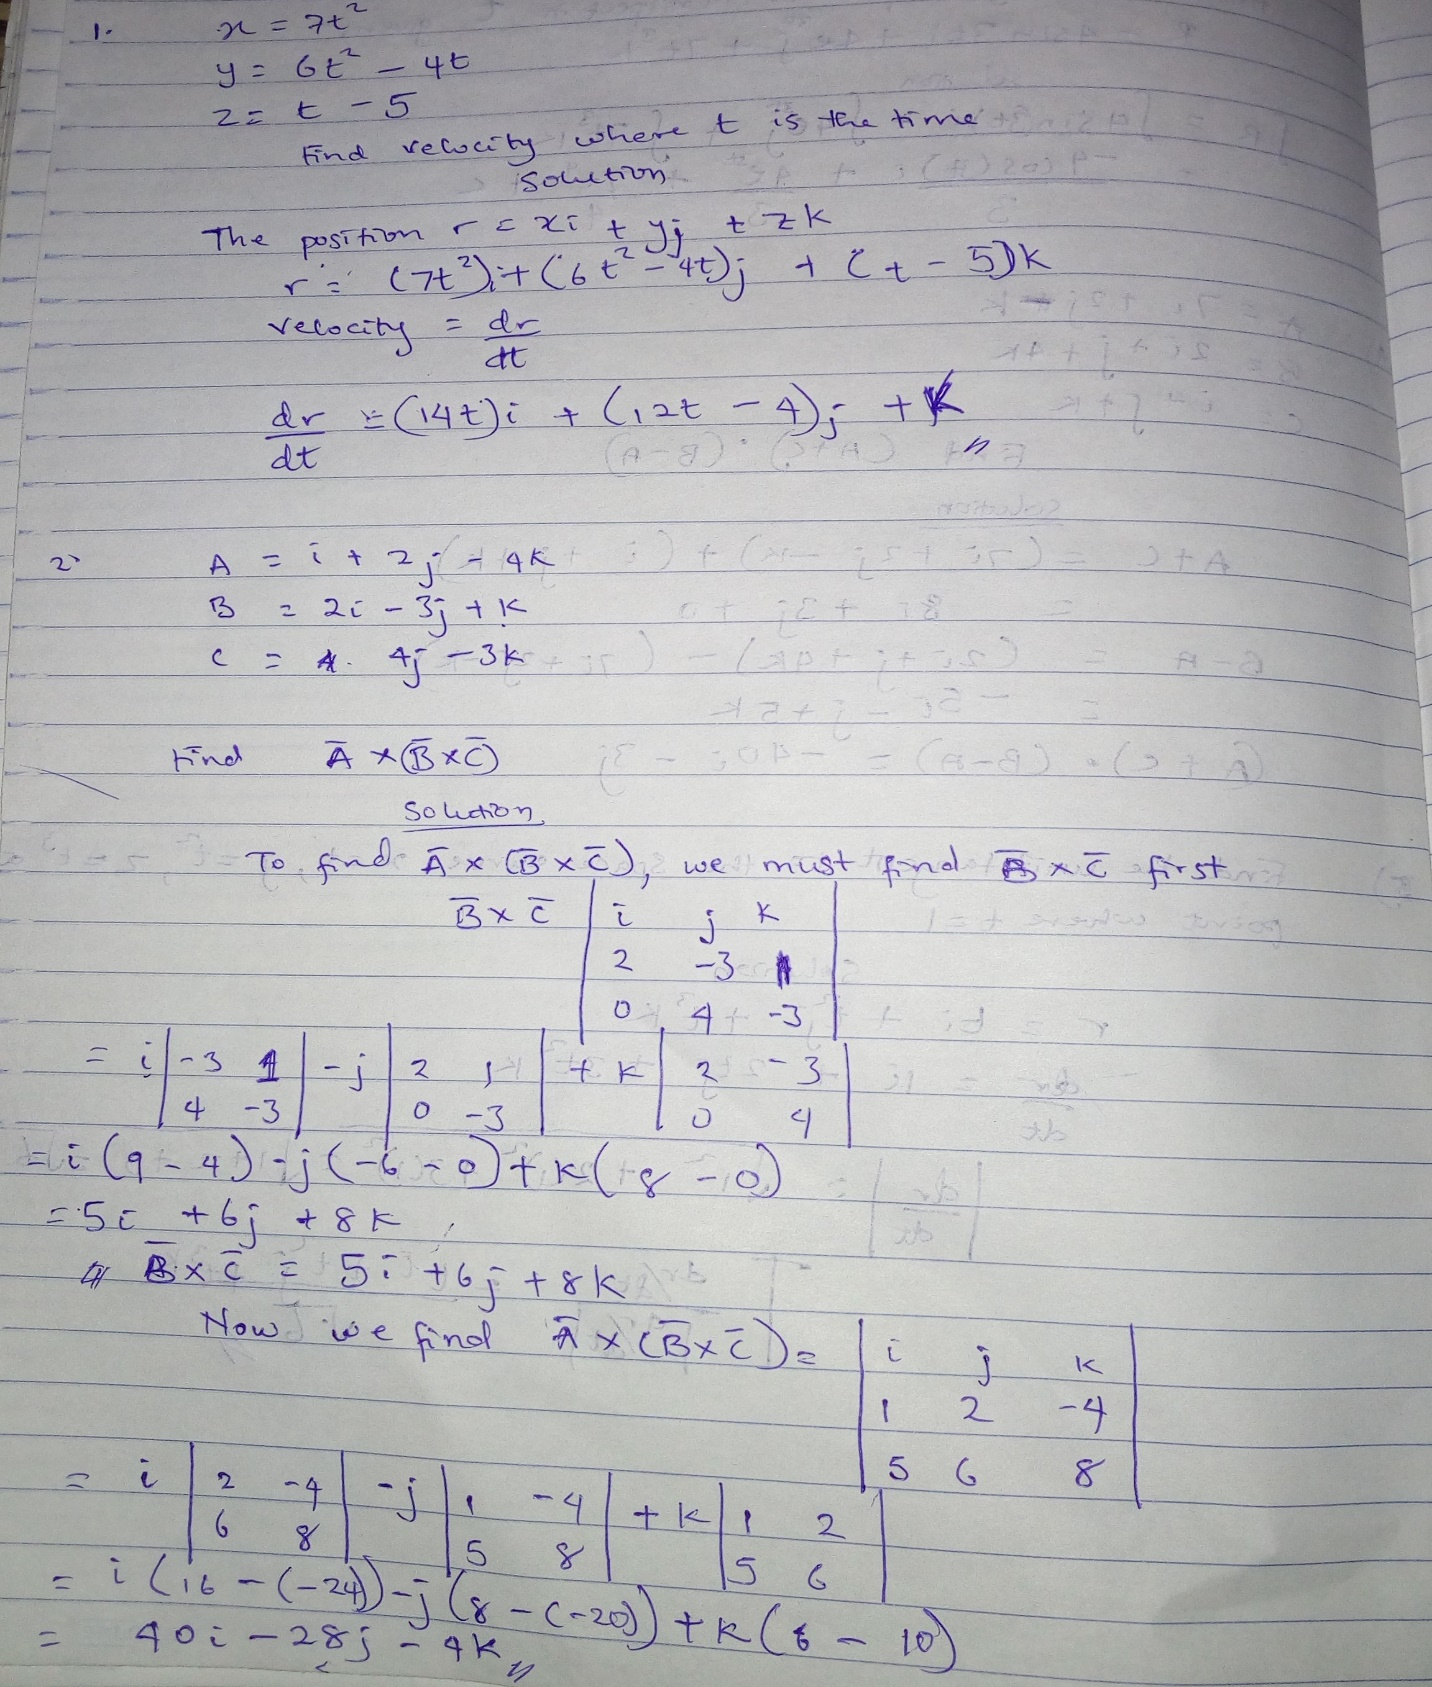 1. x = 7t²
y = 6t² - 4t
z = t - 5
Find velocity where t is the time
Solution
The position r = xi + yj + zk
r = (7t²)i + (6t² - 4t)j + (t - 5)k
velocity = dr/dt
dr/dt = (14t)i + (12t - 4)j + k
2. A = i + 2j - 4k
B = 2i - 3j + k
C = 4j - 3k
Find Ā × (B̄ × C̄)
Solution
To find Ā × (B̄ × C̄), we must find B̄ × C̄ first
B̄ × C̄ | i j k |
| 2 -3 1 |
| 0 4 -3 |
= i | -3 1 | - j | 2 1 | + k | 2 -3 |
| 4 -3 | | 0 -3 | | 0 4 |
= i (9 - 4) - j (-6 - 0) + k (8 - 0)
= 5i + 6j + 8k
B̄ × C̄ = 5i + 6j + 8k
Now we find Ā × (B̄ × C̄) = | i j k |
| 1 2 -4 |
| 5 6 8 |
= i | 2 -4 | - j | 1 -4 | + k | 1 2 |
| 6 8 | | 5 8 | | 5 6 |
= i (16 - (-24)) - j (8 - (-20)) + k (6 - 10)
= 40i - 28j - 4k